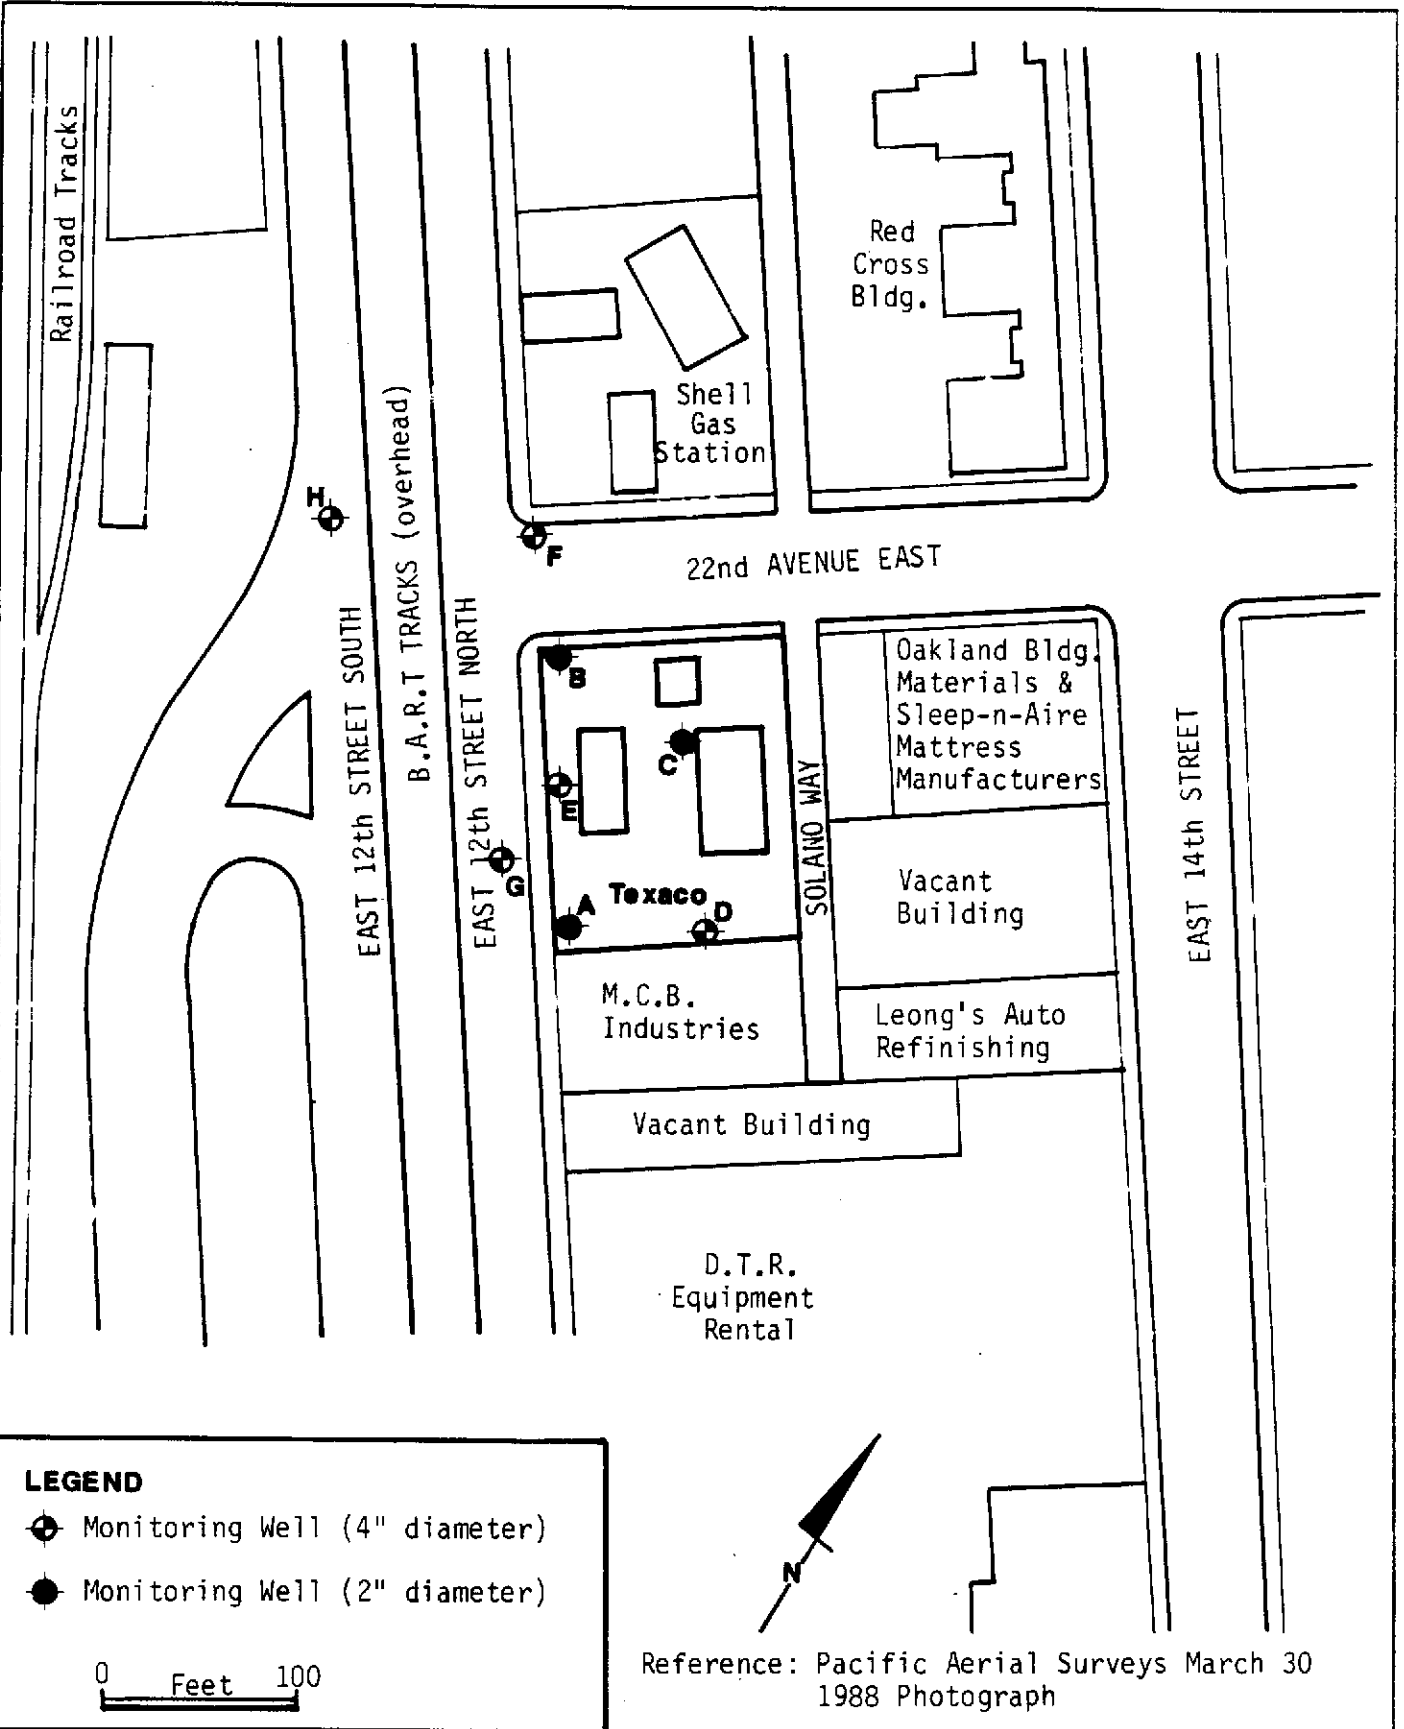 Railroad Tracks
Red
Cross
Bldg.
Shell
Gas
Station
H
F
B.A.R.T TRACKS (overhead)
22nd AVENUE EAST
EAST 12th STREET SOUTH
EAST 12th STREET NORTH
B
C
E
G
A
Texaco
D
SOLANO WAY
Oakland Bldg.
Materials &
Sleep-n-Aire
Mattress
Manufacturers
EAST 14th STREET
Vacant
Building
M.C.B.
Industries
Leong's Auto
Refinishing
Vacant Building
D.T.R.
Equipment
Rental
LEGEND
Monitoring Well (4" diameter)
Monitoring Well (2" diameter)
0 Feet 100
N
Reference: Pacific Aerial Surveys March 30
1988 Photograph